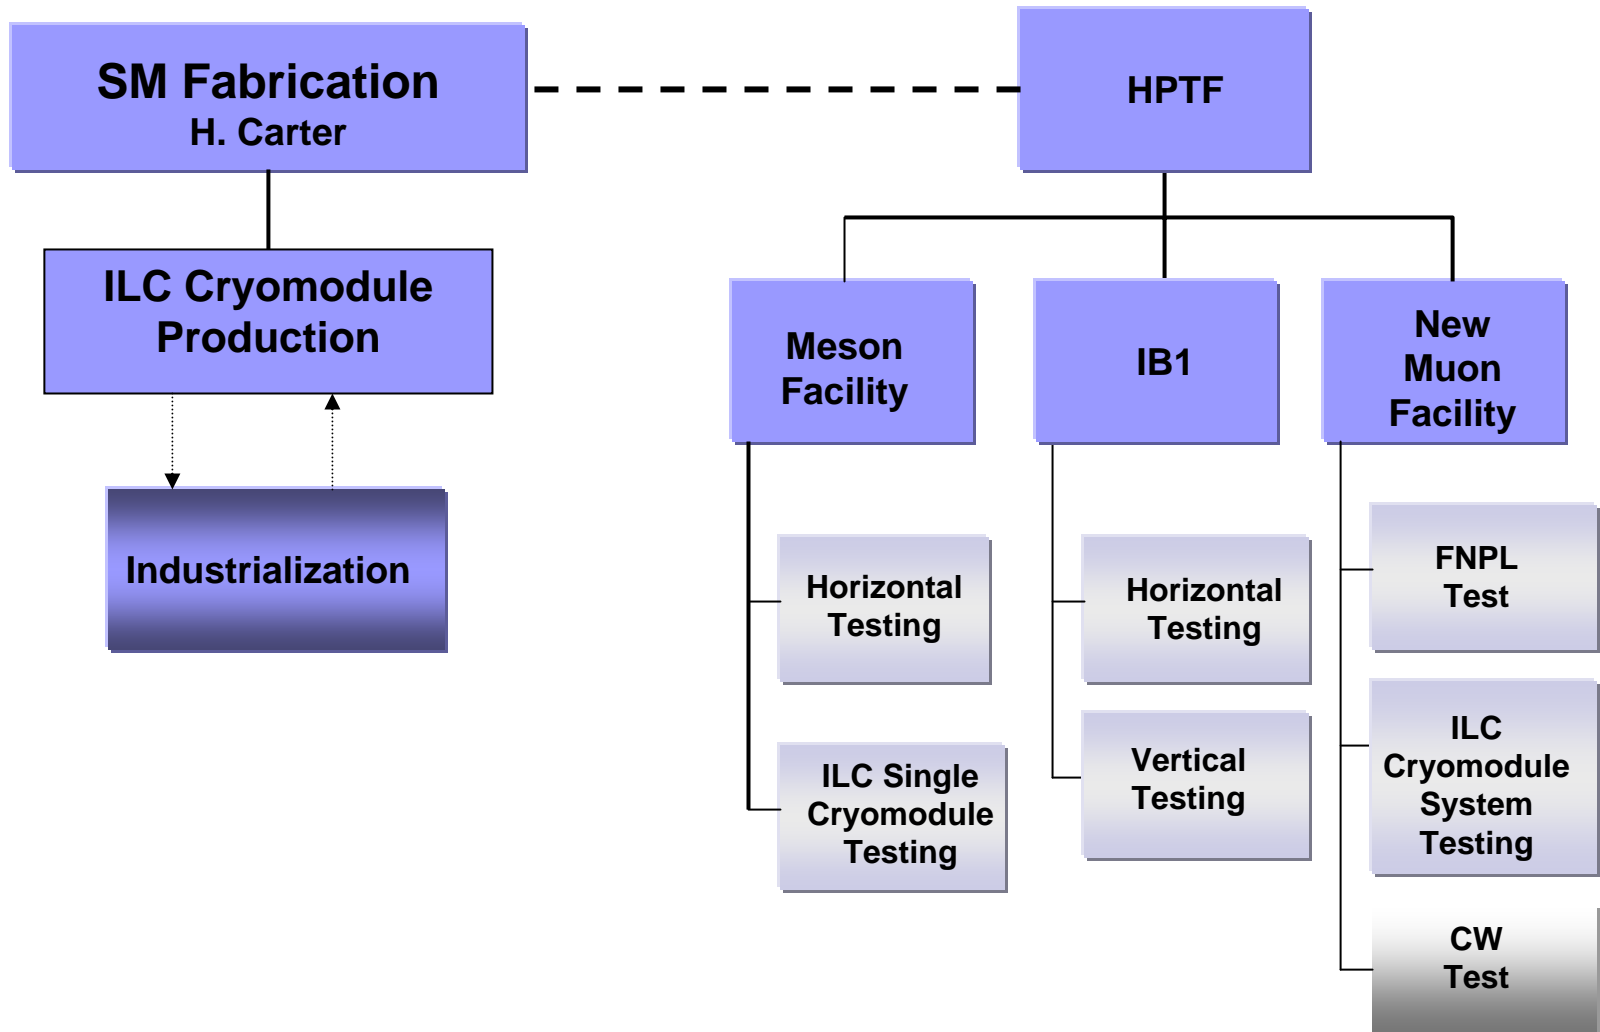 SM Fabrication
H. Carter
HPTF
ILC Cryomodule
Production
Industrialization
Meson
Facility
IB1
New
Muon
Facility
Horizontal
Testing
ILC Single
Cryomodule
Testing
Horizontal
Testing
Vertical
Testing
FNPL
Test
ILC
Cryomodule
System
Testing
CW
Test